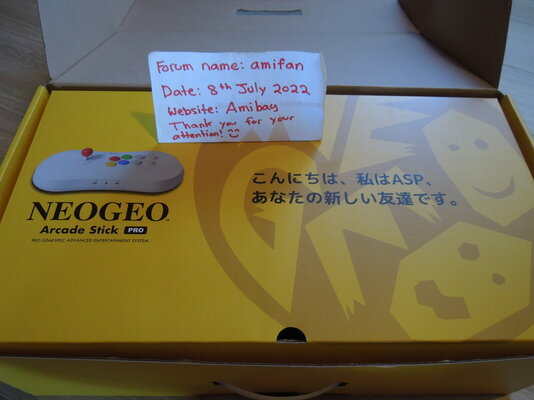 Forum name: amifan
Date: 8th July 2022
Website: Amibay
Thank you for your
attention!
NEOGEO
Arcade Stick PRO
PRO-GEAR SPEC ADVANCED ENTERTAINMENT SYSTEM
こんにちは、私はASP、
あなたの新しい友達です。